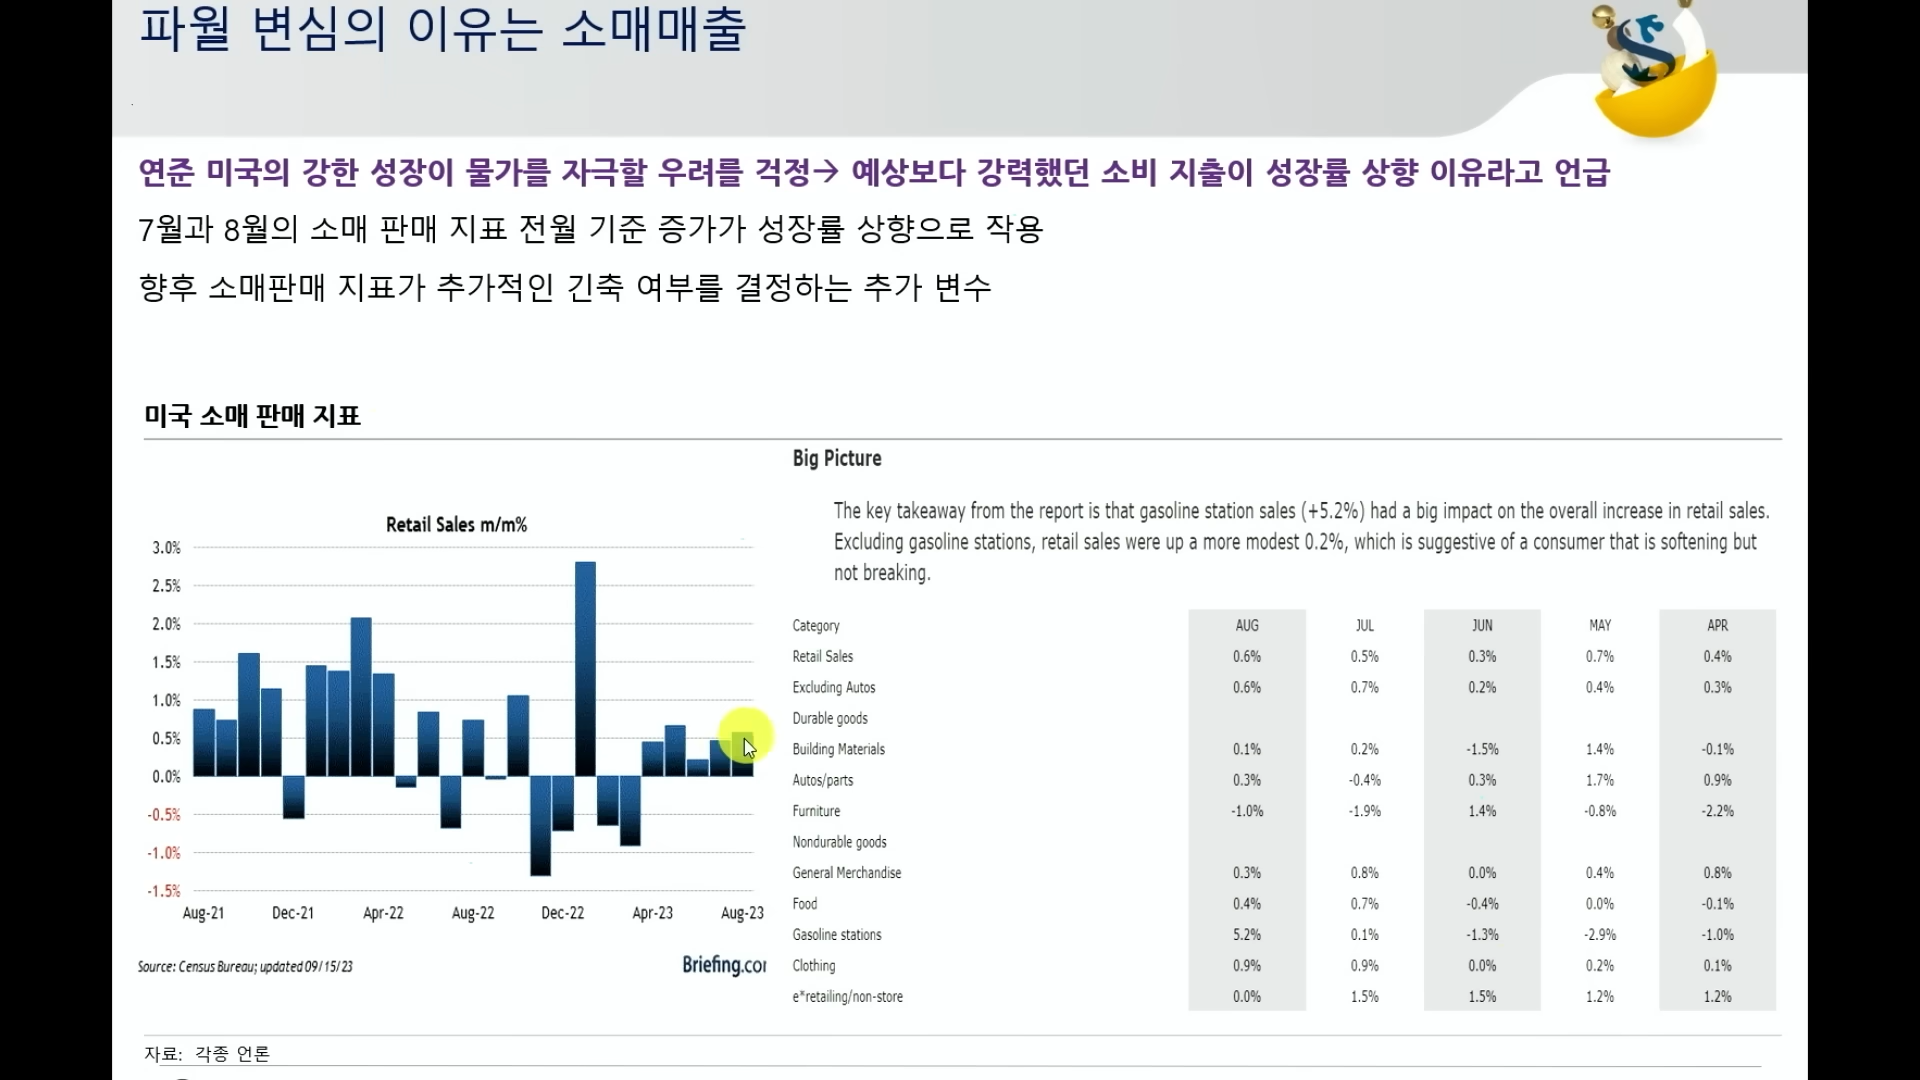 파월 변심의 이유는 소매매출
연준 미국의 강한 성장이 물가를 자극할 우려를 걱정→ 예상보다 강력했던 소비 지출이 성장률 상향 이유라고 언급
7월과 8월의 소매 판매 지표 전월 기준 증가가 성장률 상향으로 작용
향후 소매판매 지표가 추가적인 긴축 여부를 결정하는 추가 변수
미국 소매 판매 지표
Retail Sales m/m%
3.0%
2.5%
2.0%
1.5%
1.0%
0.5%
0.0%
-0.5%
-1.0%
-1.5%
Aug-21 Dec-21 Apr-22 Aug-22 Dec-22 Apr-23 Aug-23
Source: Census Bureau; updated 09/15/23
Briefing.cor
Big Picture
The key takeaway from the report is that gasoline station sales (+5.2%) had a big impact on the overall increase in retail sales.
Excluding gasoline stations, retail sales were up a more modest 0.2%, which is suggestive of a consumer that is softening but
not breaking.
Category AUG JUL JUN MAY APR
Retail Sales 0.6% 0.5% 0.3% 0.7% 0.4%
Excluding Autos 0.6% 0.7% 0.2% 0.4% 0.3%
Durable goods
Building Materials 0.1% 0.2% -1.5% 1.4% -0.1%
Autos/parts 0.3% -0.4% 0.3% 1.7% 0.9%
Furniture -1.0% -1.9% 1.4% -0.8% -2.2%
Nondurable goods
General Merchandise 0.3% 0.8% 0.0% 0.4% 0.8%
Food 0.4% 0.7% -0.4% 0.0% -0.1%
Gasoline stations 5.2% 0.1% -1.3% -2.9% -1.0%
Clothing 0.9% 0.9% 0.0% 0.2% 0.1%
e*retailing/non-store 0.0% 1.5% 1.5% 1.2% 1.2%
자료: 각종 언론